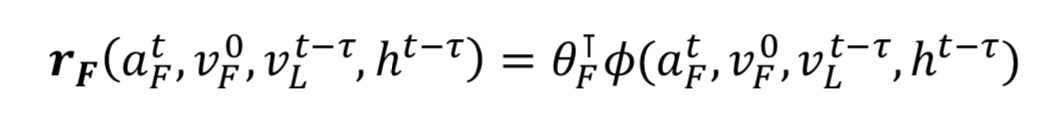 𝒓_𝑭(a_F^t, v_F^0, v_L^{t−τ}, h^{t−τ}) = θ_F^⊺ ϕ(a_F^t, v_F^0, v_L^{t−τ}, h^{t−τ})